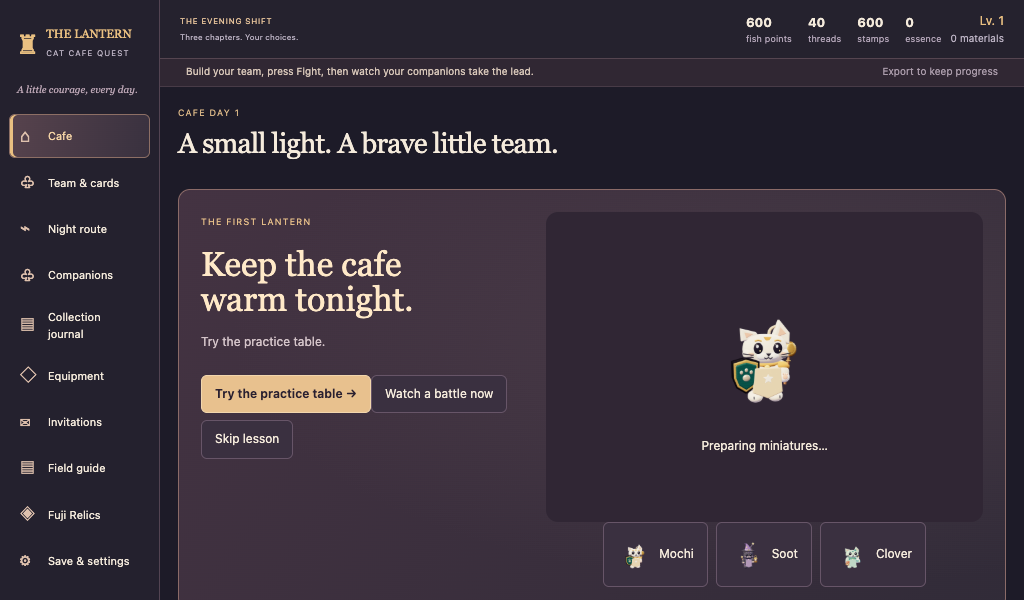 THE LANTERN
CAT CAFE QUEST
A little courage, every day.
Cafe
Team & cards
Night route
Companions
Collection
journal
Equipment
Invitations
Field guide
Fuji Relics
Save & settings
THE EVENING SHIFT
Three chapters. Your choices.
600
fish points
40
threads
600
stamps
0
essence
Lv. 1
0 materials
Build your team, press Fight, then watch your companions take the lead.
Export to keep progress
CAFE DAY 1
A small light. A brave little team.
THE FIRST LANTERN
Keep the cafe
warm tonight.
Try the practice table.
Try the practice table →
Watch a battle now
Skip lesson
Preparing miniatures...
Mochi
Soot
Clover